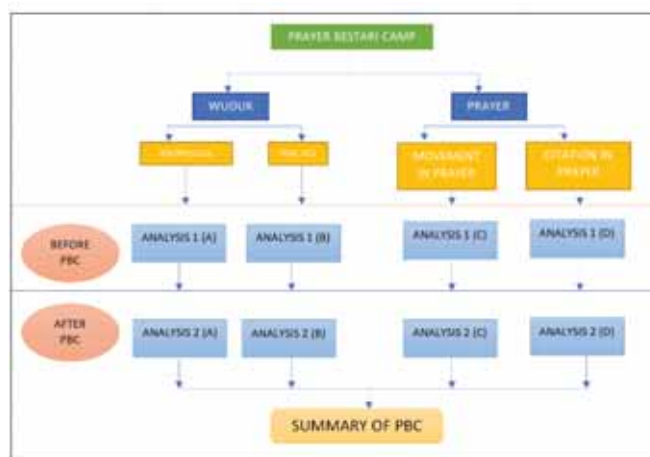 PRAYER BESTARI CAMP
WUDUK
PRAYER
MOVEMENT
IN PRAYER
CITATION IN
PRAYER
BEFORE
PBC
ANALYSIS 1 (A)
ANALYSIS 1 (B)
ANALYSIS 1 (C)
ANALYSIS 1 (D)
AFTER
PBC
ANALYSIS 2 (A)
ANALYSIS 2 (B)
ANALYSIS 2 (C)
ANALYSIS 2 (D)
SUMMARY OF PBC